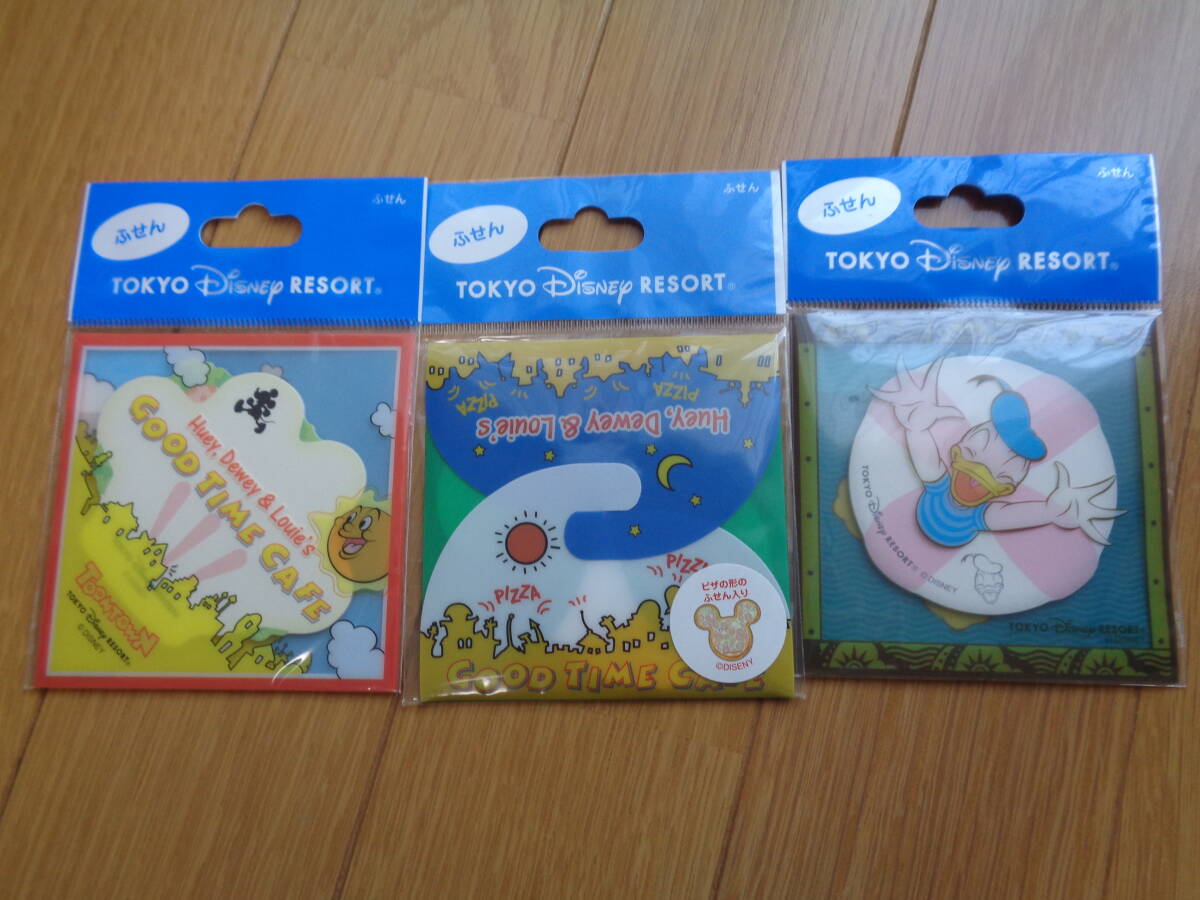 ふせん
ふせん
TOKYO Disney RESORT®
Huey, Dewey & Louie's
GOOD TIME CAFE
TOONTOWN
TOKYO Disney RESORT®
©DISNEY
ふせん
ふせん
TOKYO Disney RESORT®
PIZZA
PIZZA
Huey, Dewey & Louie's
PIZZA
PIZZA
GOOD TIME CAFE
ピザの形の
ふせん入り
©DISENY
ふせん
ふせん
TOKYO Disney RESORT®
TOKYO Disney RESORT® ©DISNEY
TOKYO Disney RESORT